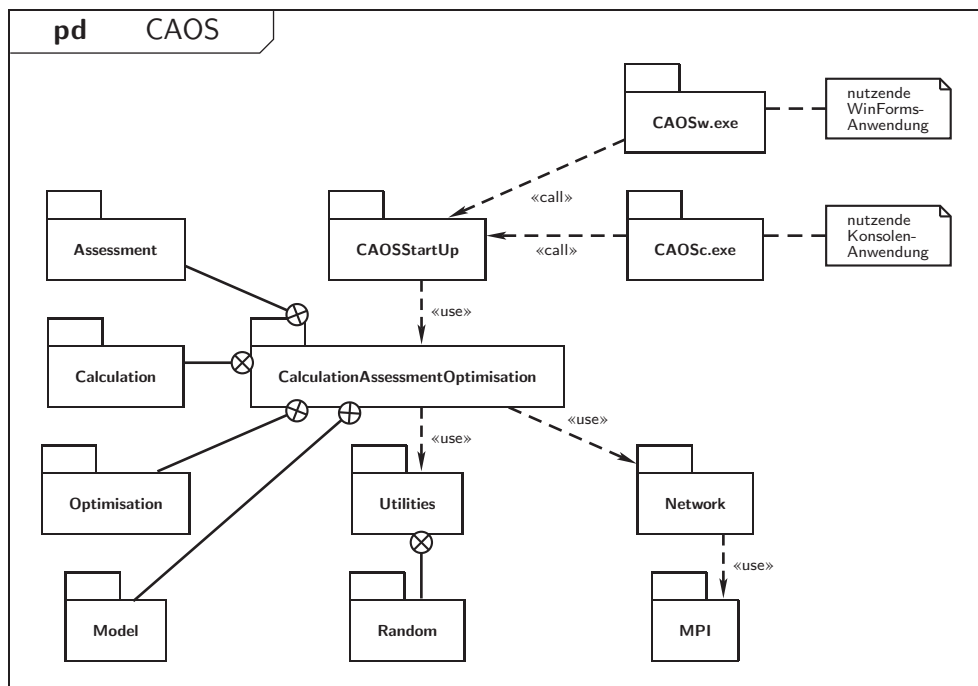 pd CAOS
CAOSw.exe
nutzende
WinForms-
Anwendung
«call»
Assessment
CAOSStartUp
«call»
CAOSc.exe
nutzende
Konsolen-
Anwendung
«use»
Calculation
CalculationAssessmentOptimisation
«use»
«use»
Optimisation
Utilities
Network
«use»
Model
Random
MPI